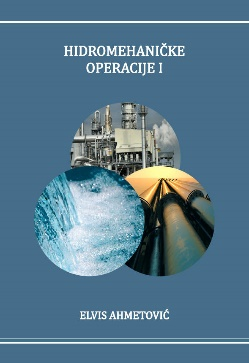 HIDROMEHANIČKE
OPERACIJE I
ELVIS AHMETOVIĆ